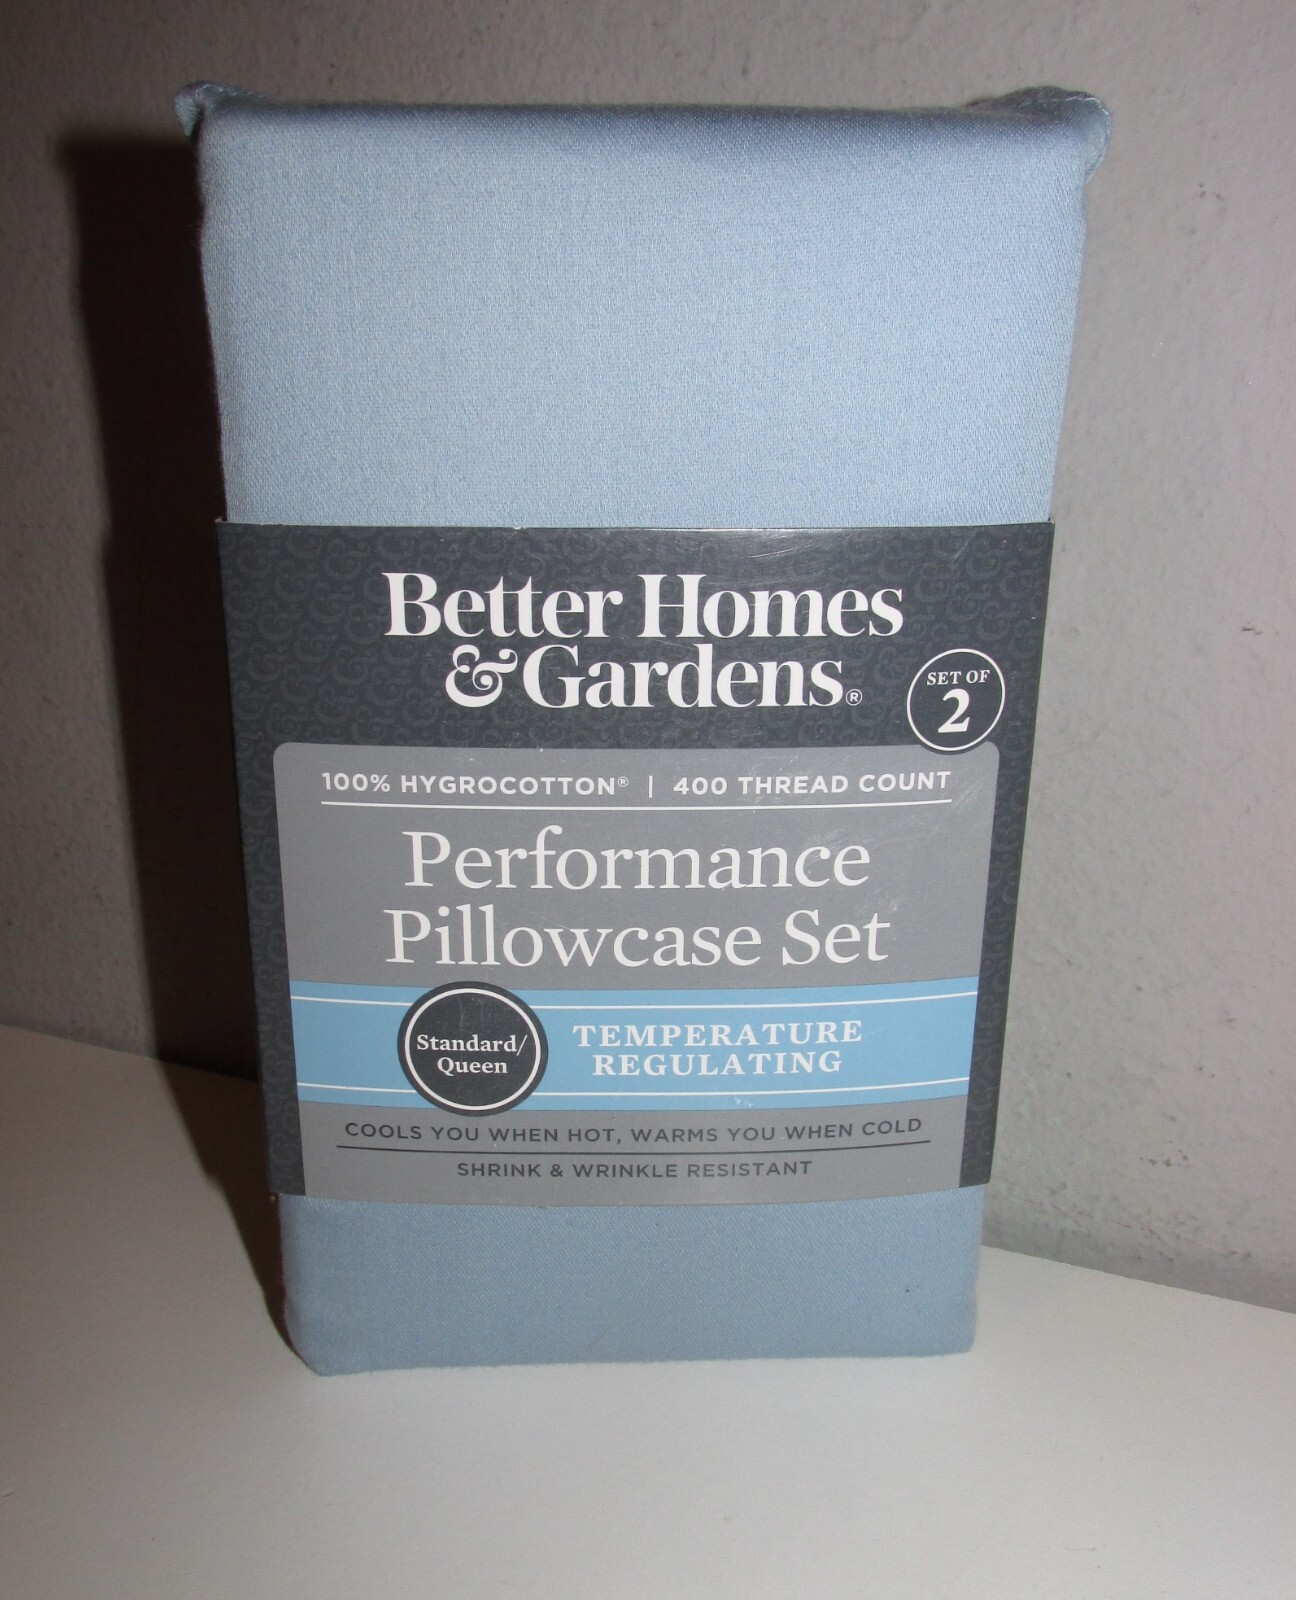 Better Homes
& Gardens®
SET OF
2
100% HYGROCOTTON® | 400 THREAD COUNT
Performance
Pillowcase Set
Standard/
Queen
TEMPERATURE
REGULATING
COOLS YOU WHEN HOT, WARMS YOU WHEN COLD
SHRINK & WRINKLE RESISTANT